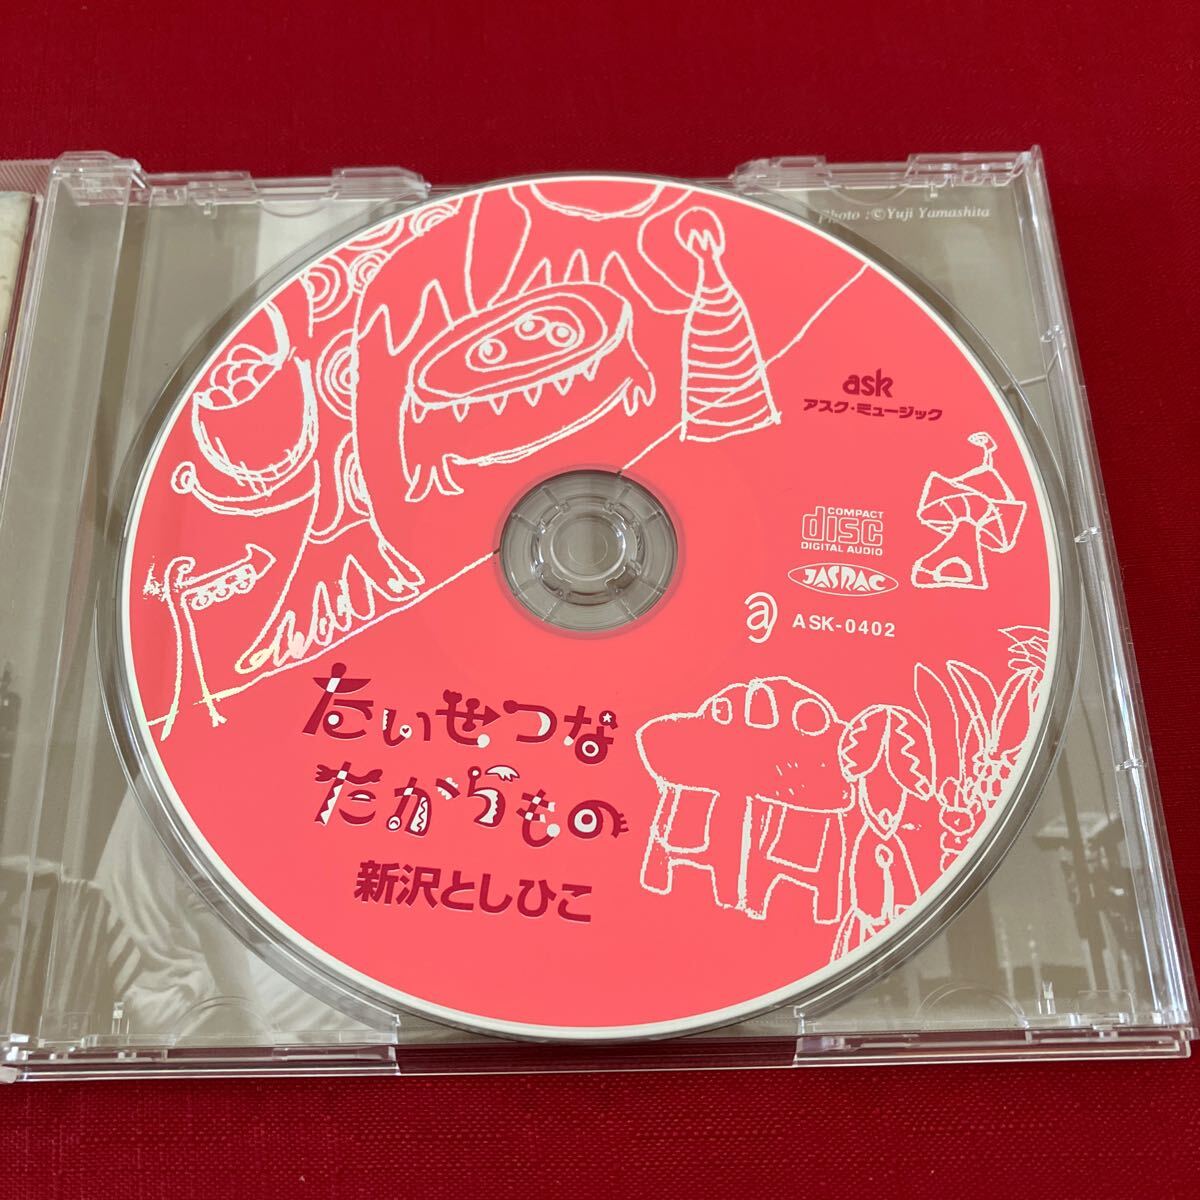 Photo : ©Yuji Yamashita
ask
アスク・ミュージック
COMPACT
disc
DIGITAL AUDIO
JASRAC
a ASK-0402
たいせつな
たからもの
新沢としひこ